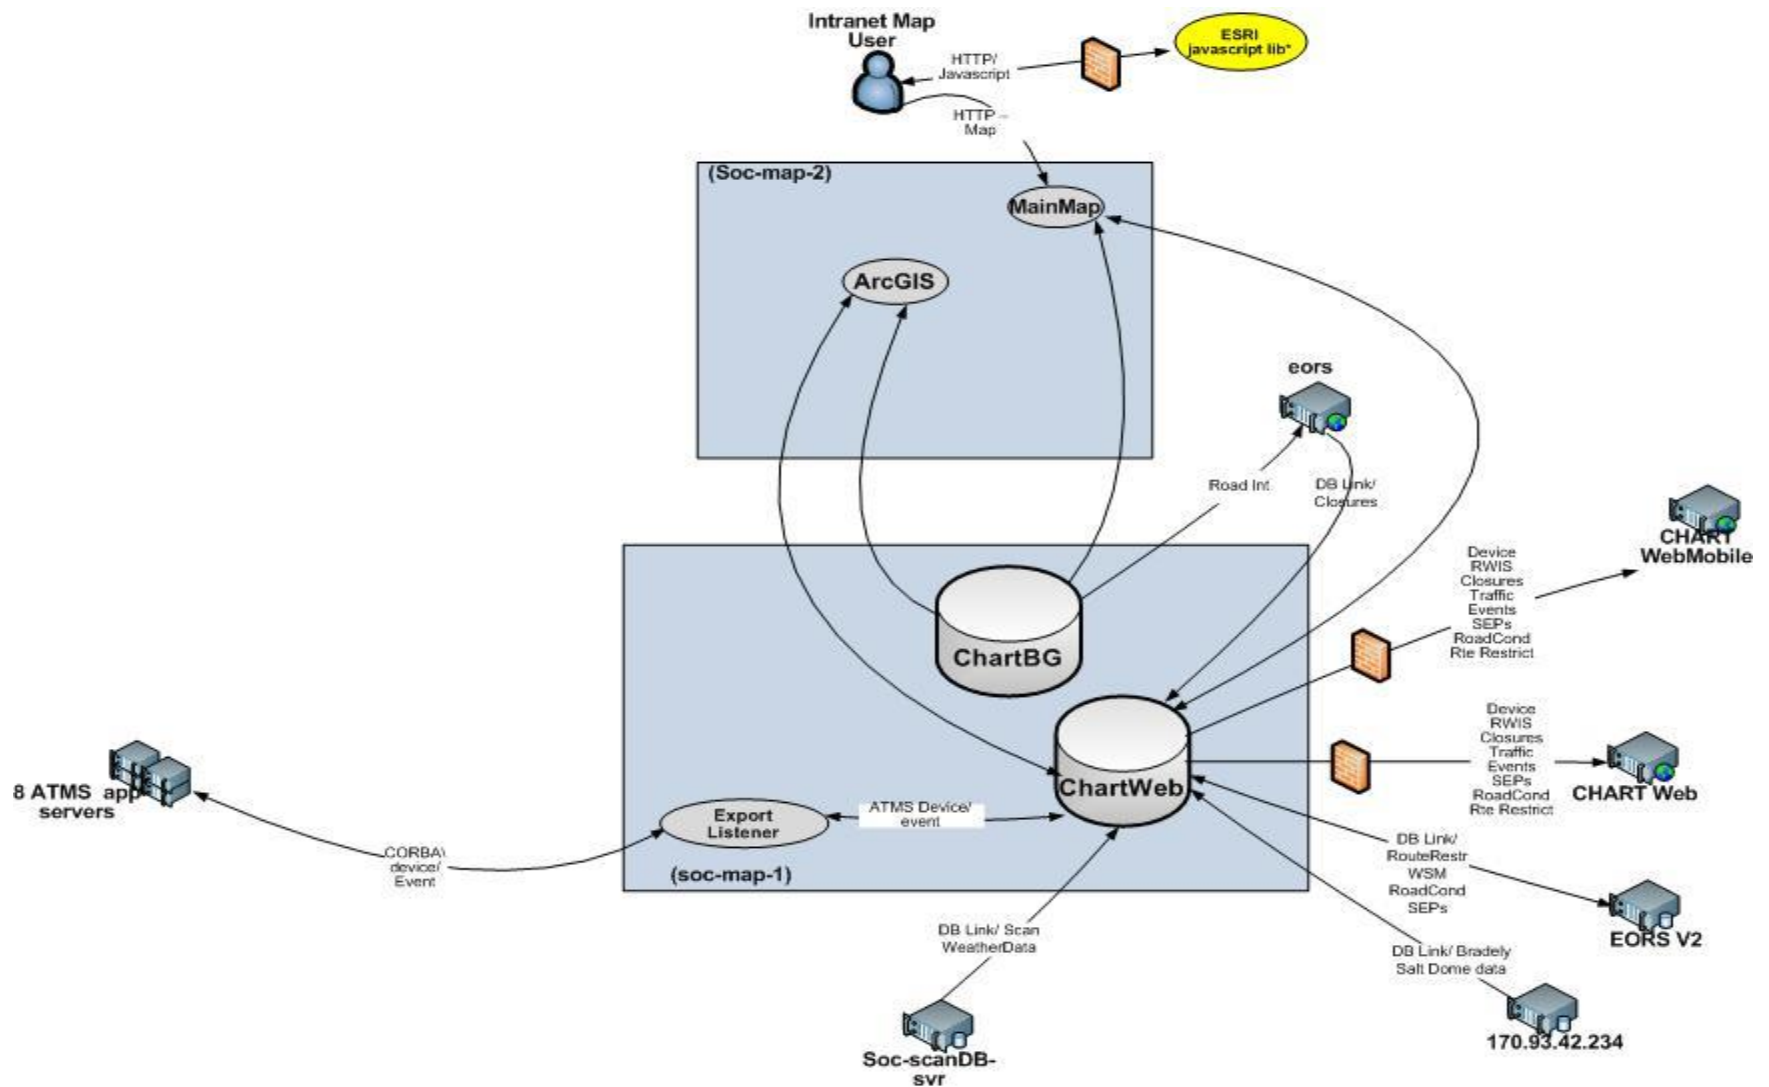 Intranet Map
User
ESRI
javascript lib*
HTTP/
Javascript
HTTP –
Map
(Soc-map-2)
MainMap
ArcGIS
eors
Road Int
DB Link/
Closures
CHART
WebMobile
Device
RWIS
Closures
Traffic
Events
SEPs
RoadCond
Rte Restrict
ChartBG
Device
RWIS
Closures
Traffic
Events
SEPs
RoadCond
Rte Restrict
CHART Web
ChartWeb
8 ATMS app
servers
Export
Listener
ATMS Device/
event
CORBA\
device/
Event
(soc-map-1)
DB Link/
RouteRestr
WSM
RoadCond
SEPs
EORS V2
DB Link/ Scan
WeatherData
DB Link/ Bradely
Salt Dome data
170.93.42.234
Soc-scanDB-
svr